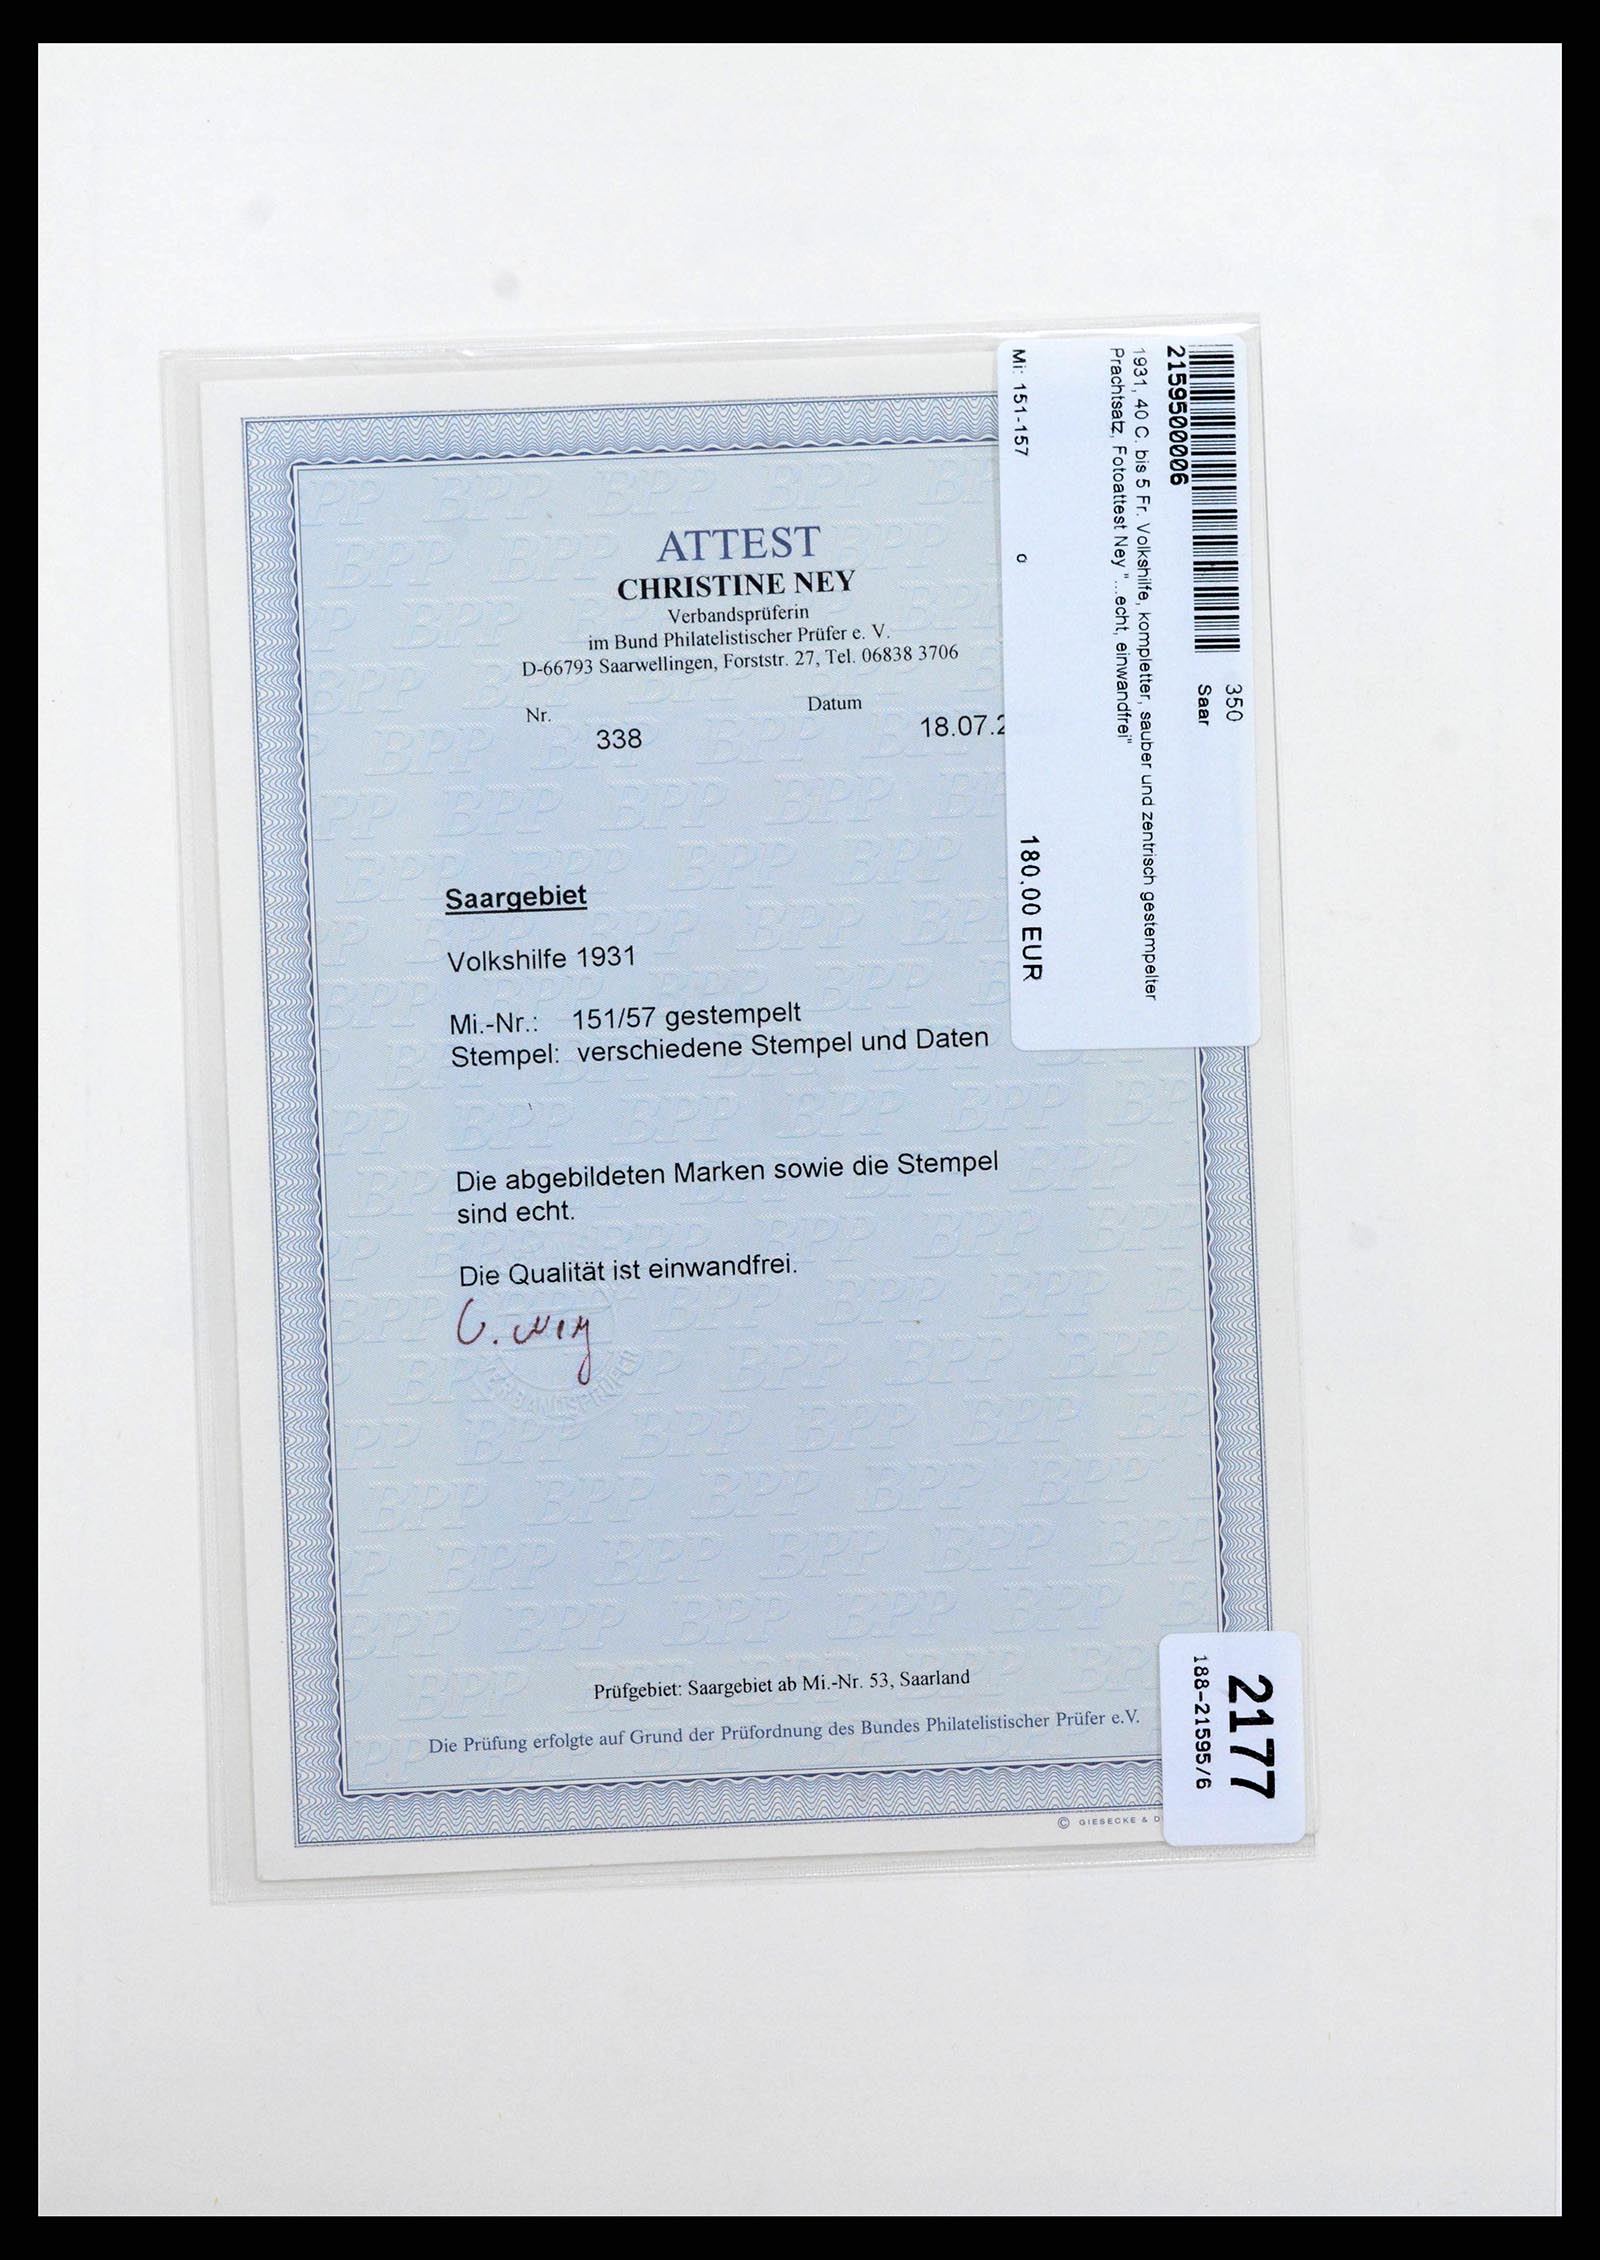 ATTEST
CHRISTINE NEY
Verbandsprüferin
im Bund Philatelistischer Prüfer e. V.
D-66793 Saarwellingen, Forststr. 27, Tel. 06838 3706
Nr.
Datum
338
18.07.2
Saargebiet
Volkshilfe 1931
Mi.-Nr.: 151/57 gestempelt
Stempel: verschiedene Stempel und Daten
Die abgebildeten Marken sowie die Stempel
sind echt.
Die Qualität ist einwandfrei.
C. Ney
VERBANDSPRÜFER
Prüfgebiet: Saargebiet ab Mi.-Nr. 53, Saarland
Die Prüfung erfolgte auf Grund der Prüfordnung des Bundes Philatelistischer Prüfer e.V.
© GIESECKE & D
350
Saar
2159500006
1931, 40 C. bis 5 Fr. Volkshilfe, kompletter, sauber und zentrisch gestempelter
Prachtsatz, Fotoattest Ney "...echt, einwandfrei"
Mi: 151-157 o 180,00 EUR
2177
188-21595/6